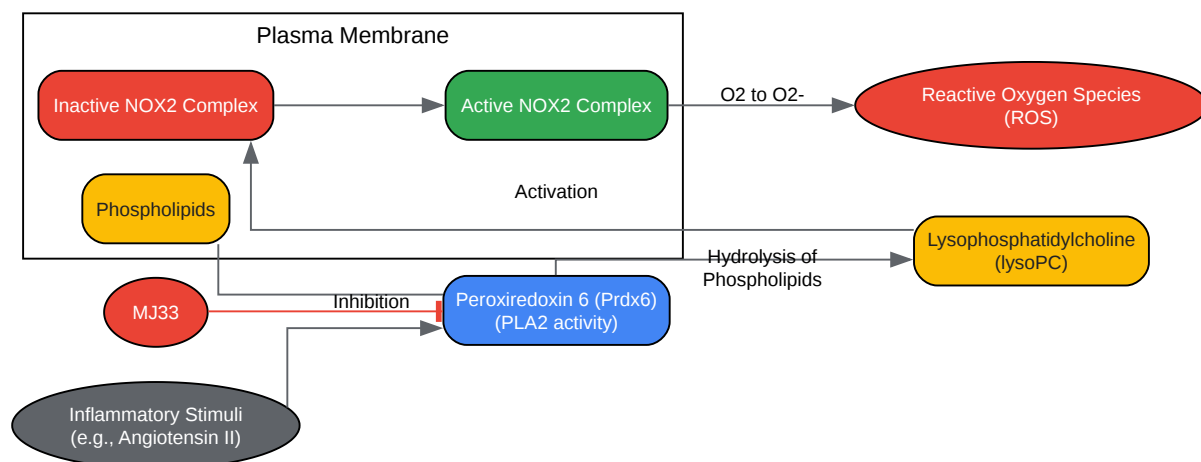 Plasma Membrane
Inactive NOX2 Complex
Active NOX2 Complex
O2 to O2-
Reactive Oxygen Species
(ROS)
Phospholipids
Activation
Lysophosphatidylcholine
(lysoPC)
Hydrolysis of
Phospholipids
MJ33
Inhibition
Peroxiredoxin 6 (Prdx6)
(PLA2 activity)
Inflammatory Stimuli
(e.g., Angiotensin II)